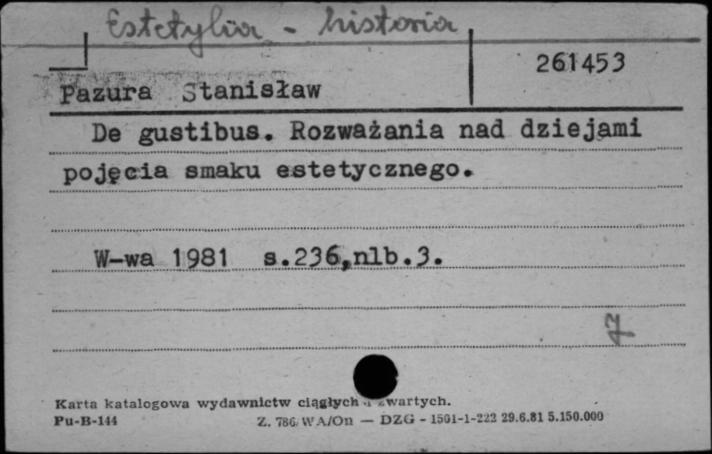 Estetyka - historia
261453
Pazura Stanisław
De gustibus. Rozważania nad dziejami
pojęcia smaku estetycznego.
W-wa 1981 s.236,nlb.3.
7
Karta katalogowa wydawnictw ciągłych i zwartych.
Pu-B-144 Z. 786/WA/On — DZG - 1501-1-222 29.6.81 5.150.000